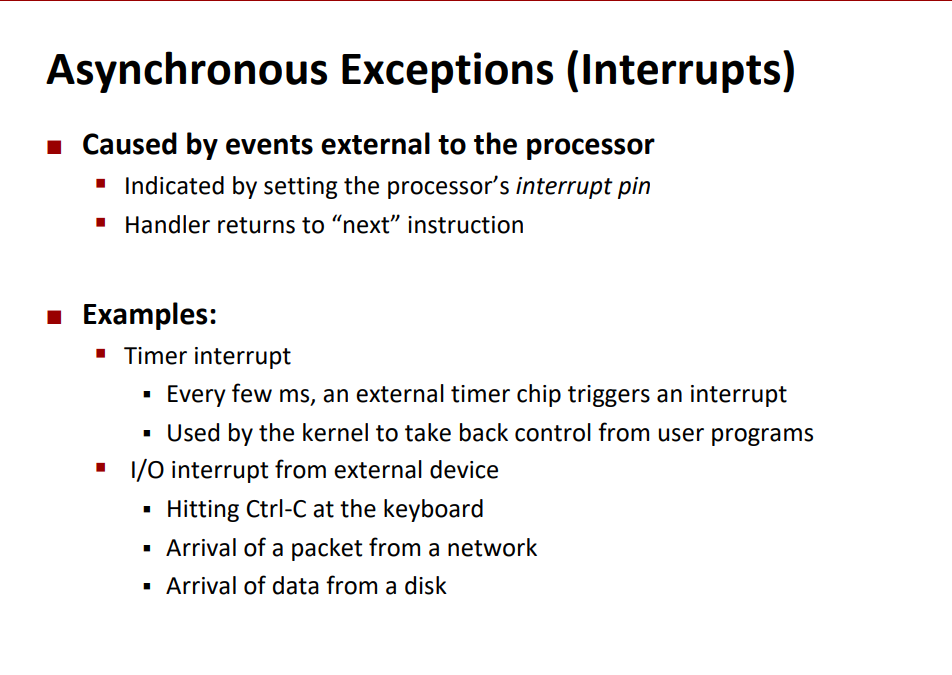 Asynchronous Exceptions (Interrupts)
Caused by events external to the processor
Indicated by setting the processor’s interrupt pin
Handler returns to “next” instruction
Examples:
Timer interrupt
Every few ms, an external timer chip triggers an interrupt
Used by the kernel to take back control from user programs
I/O interrupt from external device
Hitting Ctrl-C at the keyboard
Arrival of a packet from a network
Arrival of data from a disk